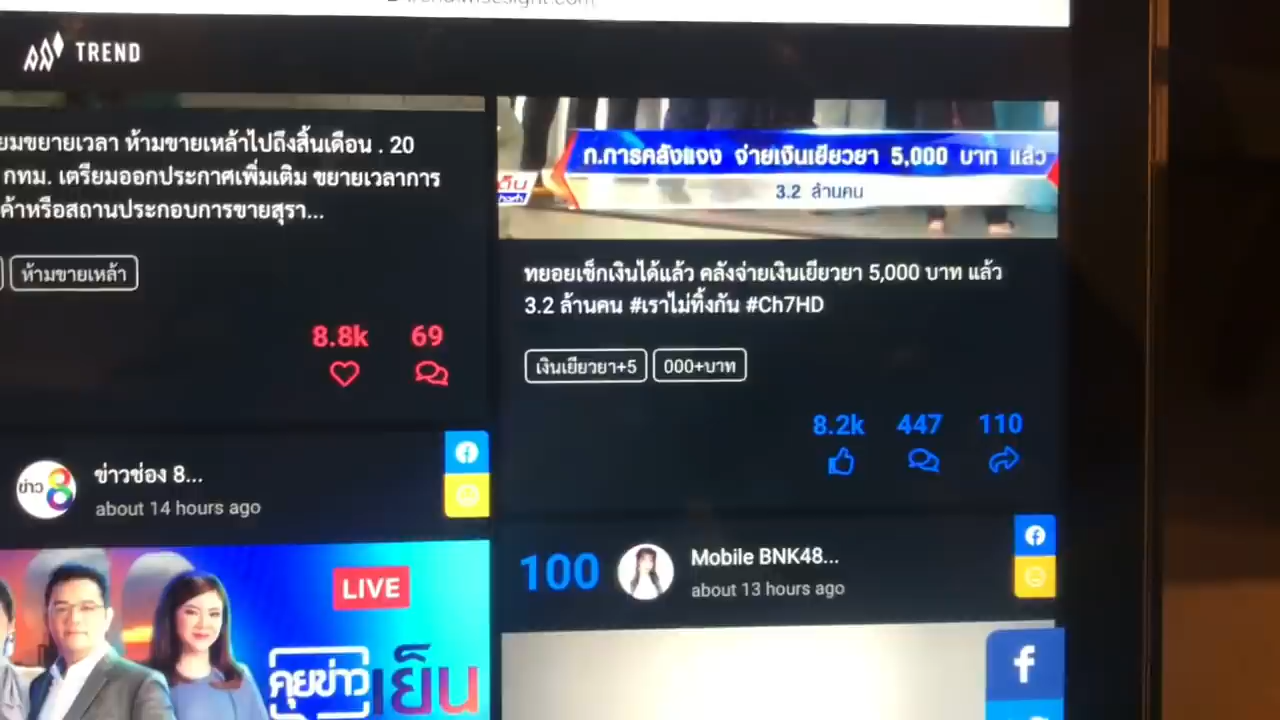 TREND
ยมขยายเวลา ห้ามขายเหล้าไปถึงสิ้นเดือน . 20
กทม. เตรียมออกประกาศเพิ่มเติม ขยายเวลาการ
ค้าหรือสถานประกอบการขายสุรา...
ห้ามขายเหล้า
8.8k 69
ข่าว 8
ข่าวช่อง 8...
about 14 hours ago
LIVE
คุยข่าวเย็น
ก.การคลังแจง จ่ายเงินเยียวยา 5,000 บาท แล้ว
3.2 ล้านคน
ทยอยเช็กเงินได้แล้ว คลังจ่ายเงินเยียวยา 5,000 บาท แล้ว
3.2 ล้านคน #เราไม่ทิ้งกัน #Ch7HD
เงินเยียวยา+5 000+บาท
8.2k 447 110
100
Mobile BNK48...
about 13 hours ago